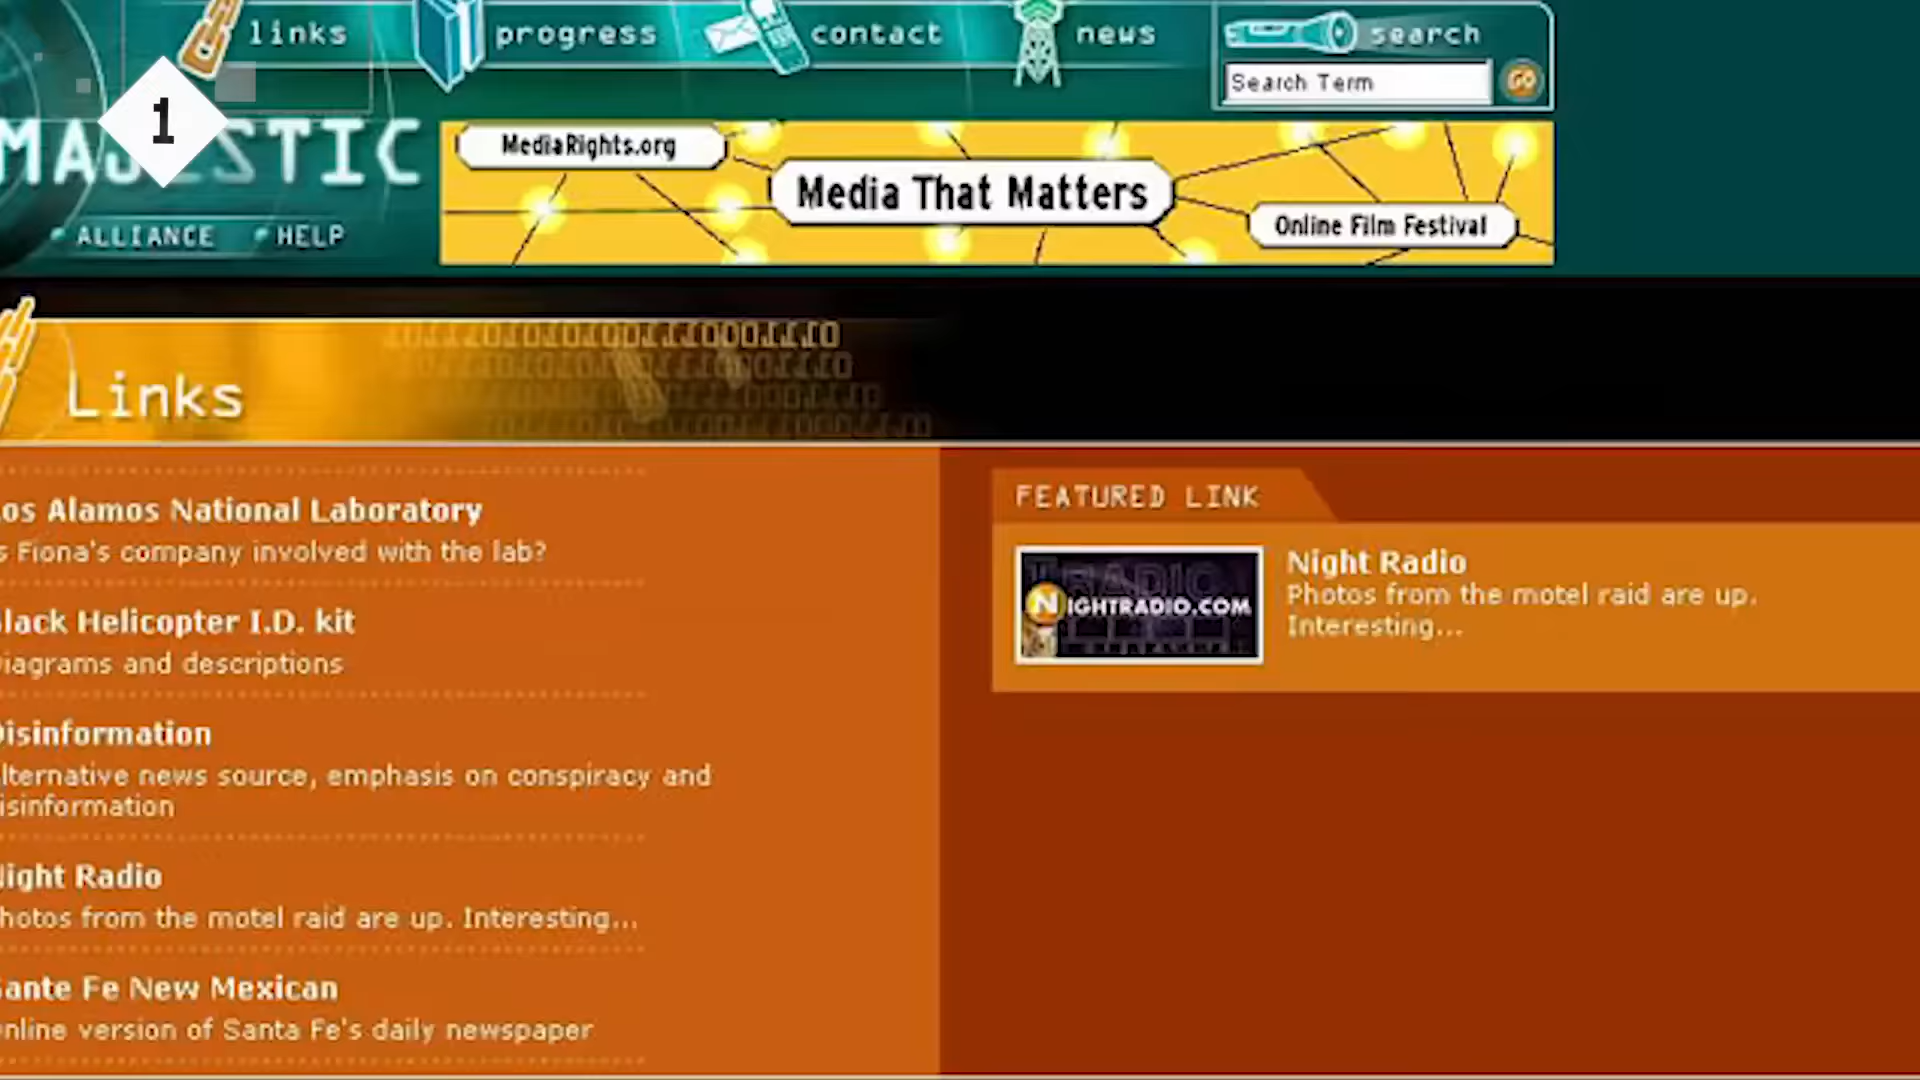 links progress contact news search
Search Term GO
1
MAJESTIC
MediaRights.org
Media That Matters
Online Film Festival
ALLIANCE HELP
Links
os Alamos National Laboratory
s Fiona's company involved with the lab?
lack Helicopter I.D. kit
iagrams and descriptions
isinformation
lternative news source, emphasis on conspiracy and
isinformation
ight Radio
hotos from the motel raid are up. Interesting...
ante Fe New Mexican
nline version of Santa Fe's daily newspaper
FEATURED LINK
NIGHTRADIO.COM
Night Radio
Photos from the motel raid are up.
Interesting...